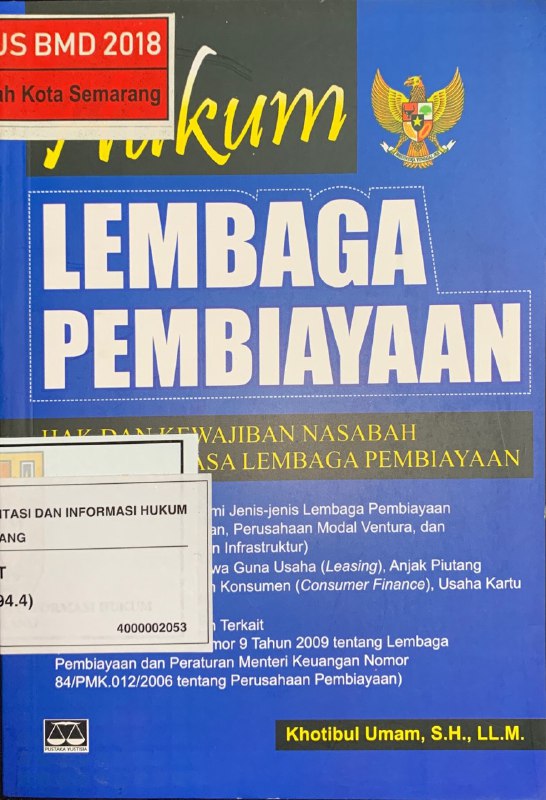 US BMD 2018
ah Kota Semarang
Hukum
LEMBAGA
PEMBIAYAAN
HAK DAN KEWAJIBAN NASABAH
ASA LEMBAGA PEMBIAYAAN
mi Jenis-jenis Lembaga Pembiayaan
an, Perusahaan Modal Ventura, dan
n Infrastruktur)
wa Guna Usaha (Leasing), Anjak Piutang
n Konsumen (Consumer Finance), Usaha Kartu
n Terkait
mor 9 Tahun 2009 tentang Lembaga
Pembiayaan dan Peraturan Menteri Keuangan Nomor
84/PMK.012/2006 tentang Perusahaan Pembiayaan)
TASI DAN INFORMASI HUKUM
ANG
T
94.4)
4000002053
PUSTAKA YUSTISIA
Khotibul Umam, S.H., LL.M.